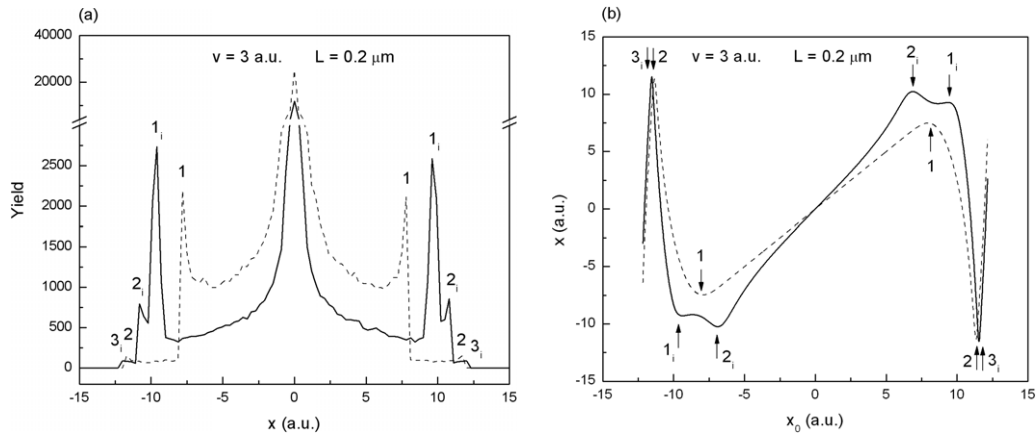 (a)
v = 3 a.u. L = 0.2 μm
40000
20000
2500
2000
1500
1000
500
0
Yield
1ᵢ
1
1
1ᵢ
2ᵢ
2ᵢ
3ᵢ
2
2
3ᵢ
-15 -10 -5 0 5 10 15
x (a.u.)
(b)
15
10
5
0
-5
-10
-15
x (a.u.)
3ᵢ
2
v = 3 a.u. L = 0.2 μm
2ᵢ
1ᵢ
1
1
1ᵢ
2ᵢ
2
3ᵢ
-15 -10 -5 0 5 10 15
x₀ (a.u.)